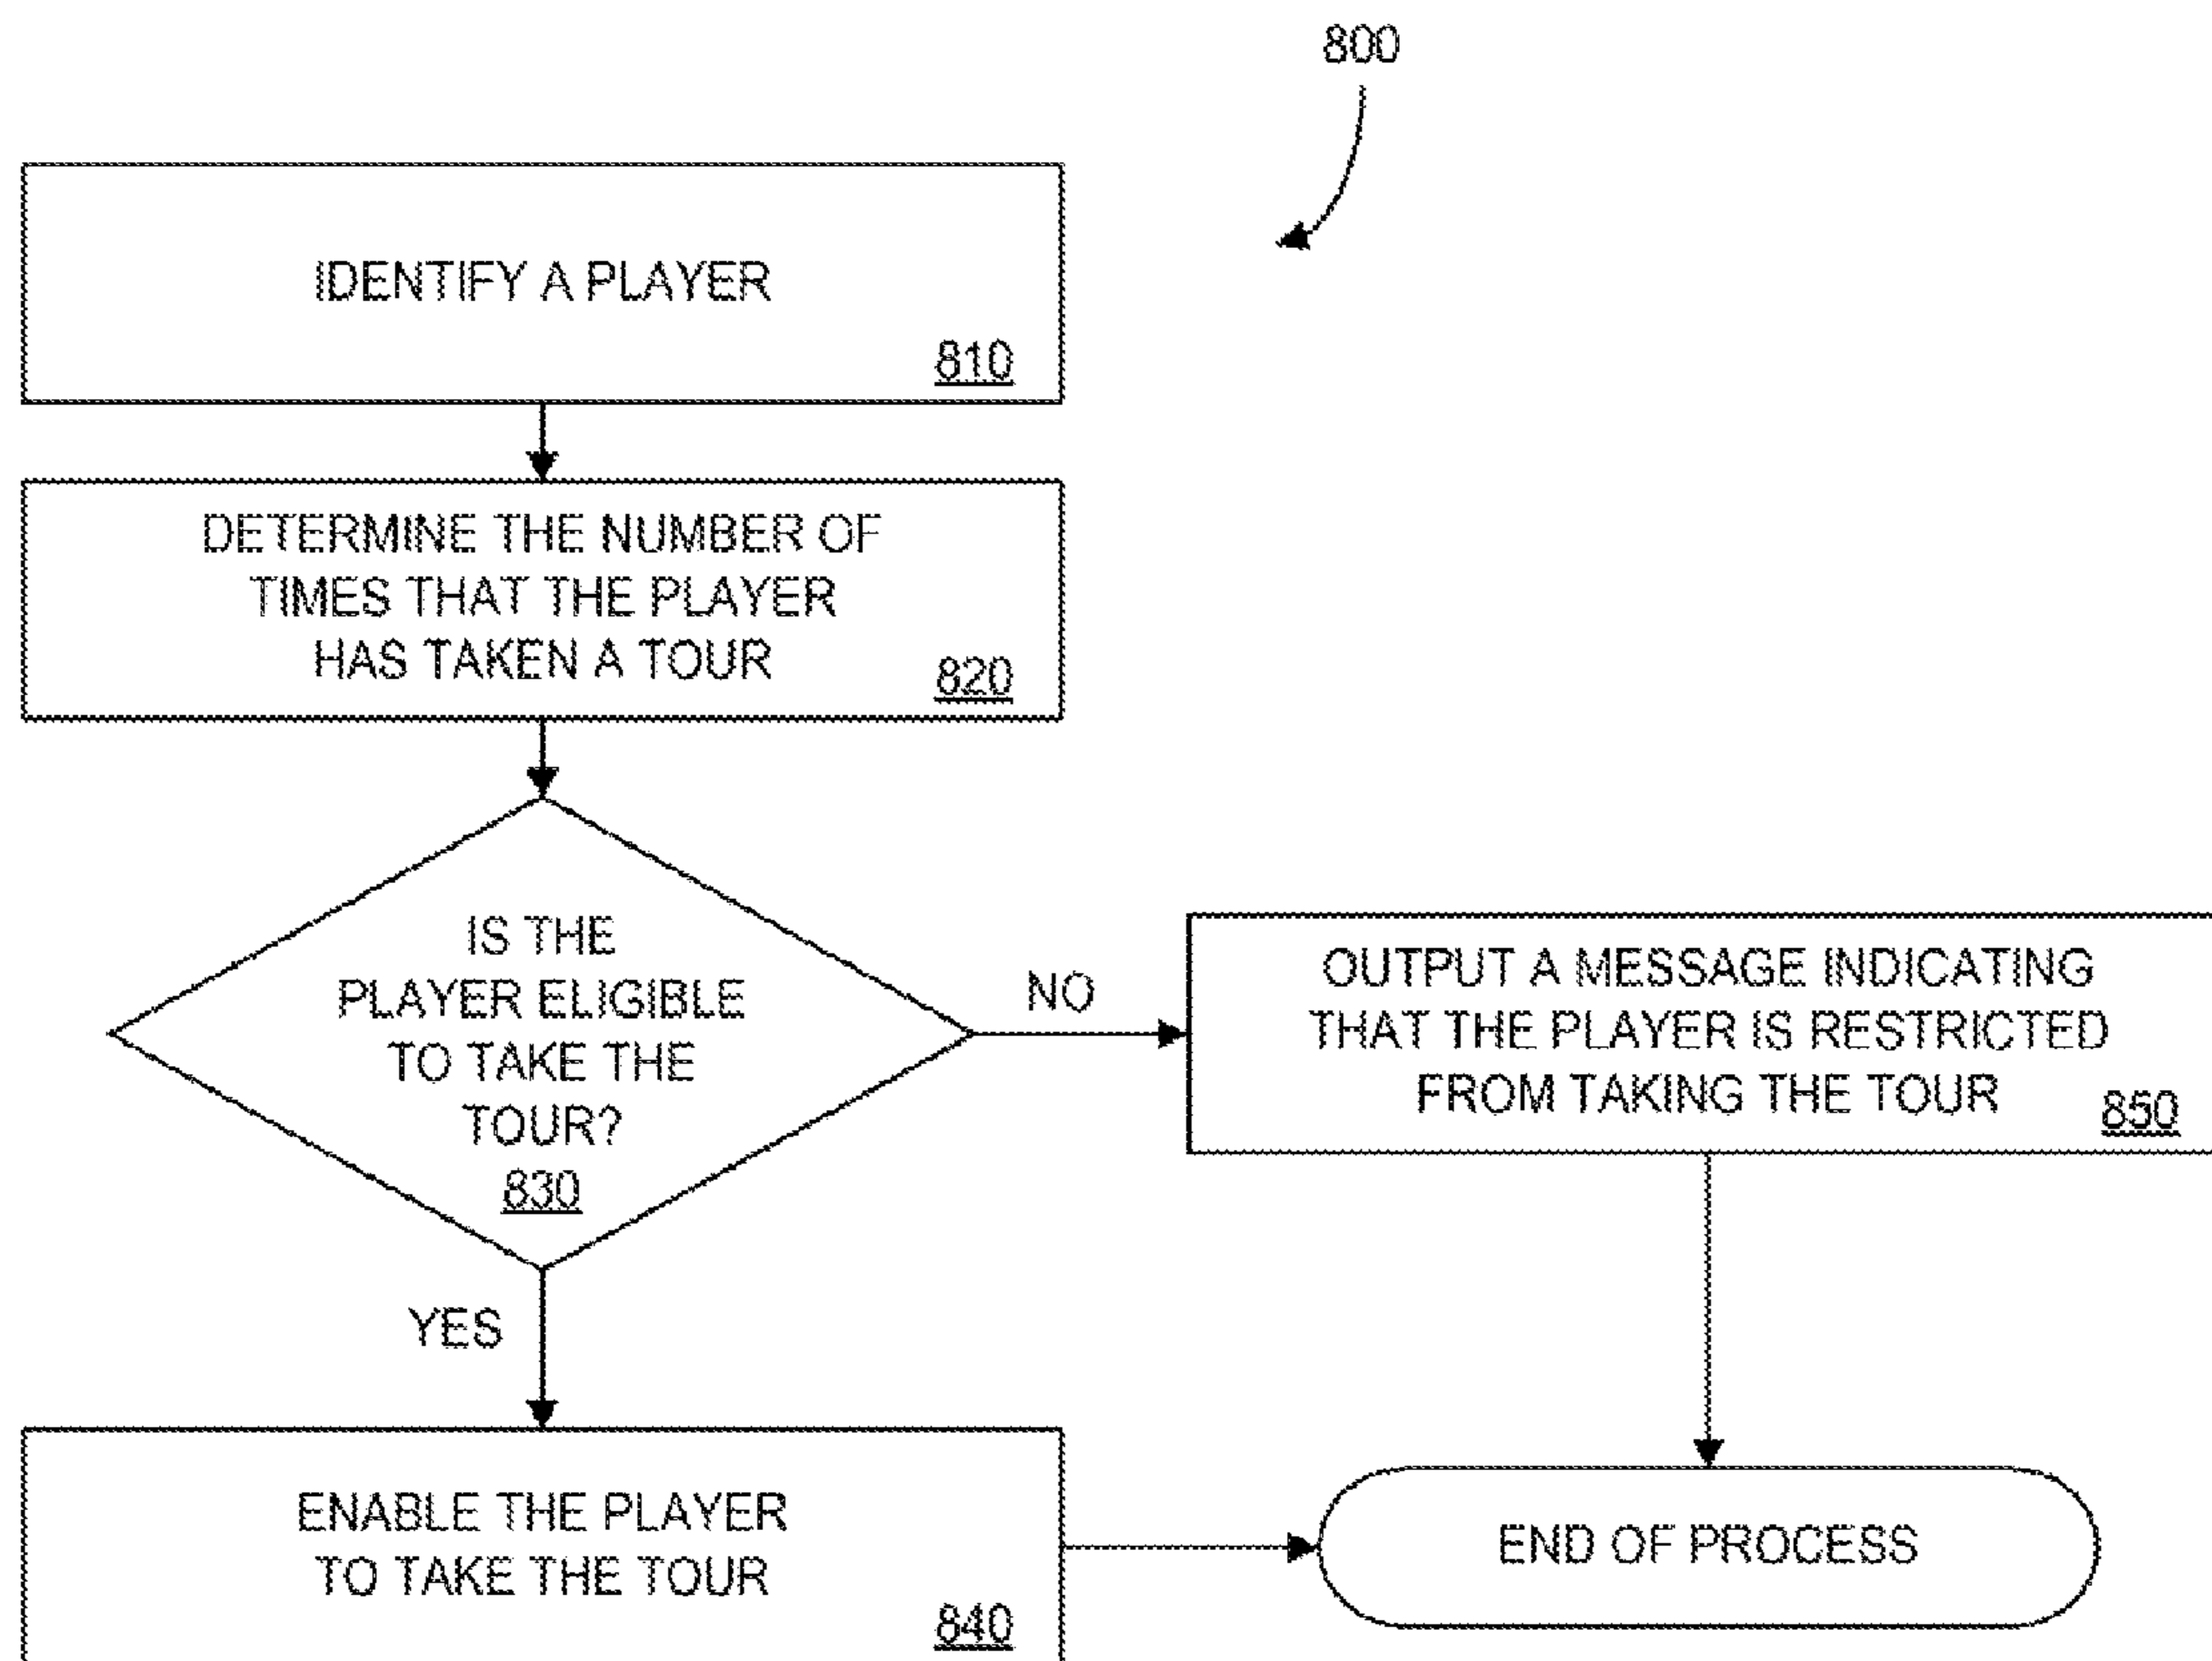 800
IDENTIFY A PLAYER
810
DETERMINE THE NUMBER OF
TIMES THAT THE PLAYER
HAS TAKEN A TOUR
820
IS THE
PLAYER ELIGIBLE
TO TAKE THE
TOUR?
830
NO
OUTPUT A MESSAGE INDICATING
THAT THE PLAYER IS RESTRICTED
FROM TAKING THE TOUR
850
YES
ENABLE THE PLAYER
TO TAKE THE TOUR
840
END OF PROCESS